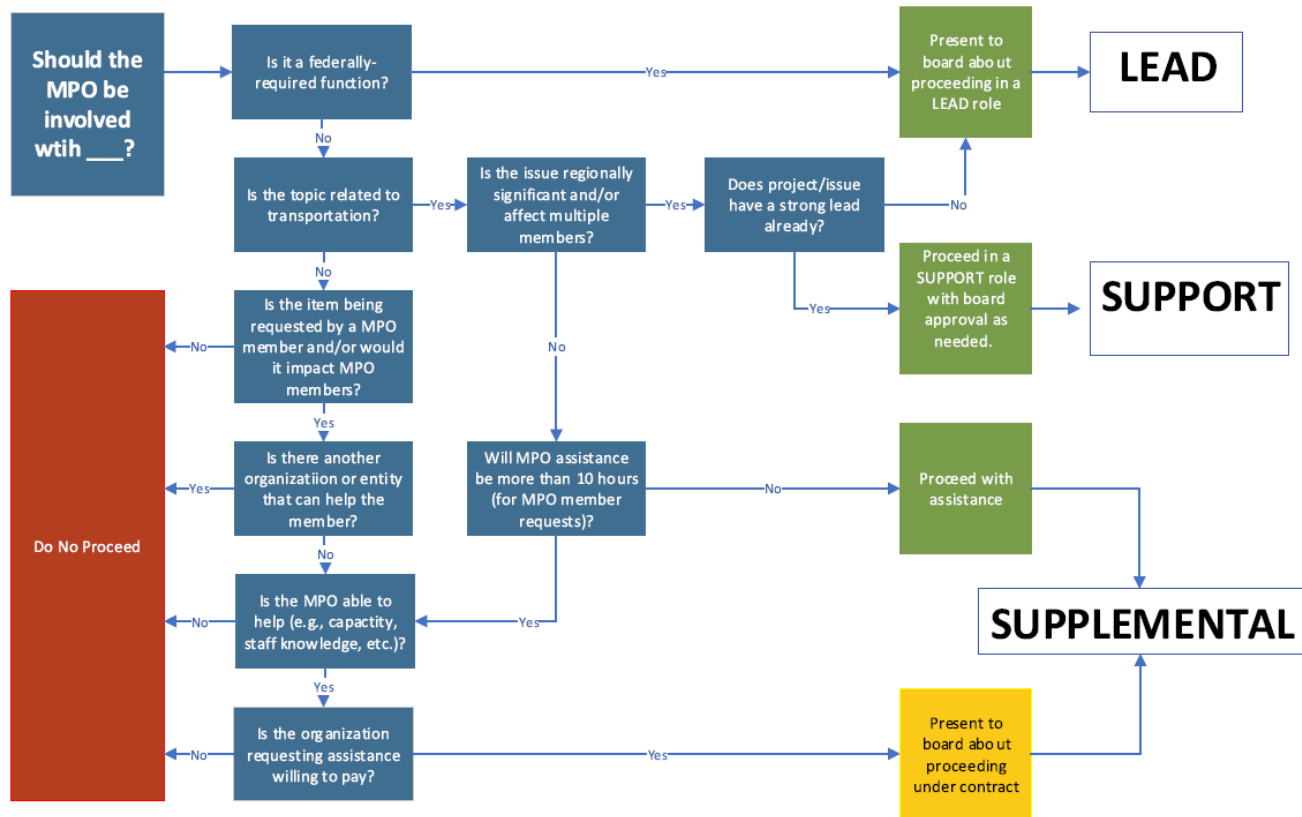 Should the
MPO be
involved
wtih ___?
Is it a federally-
required function?
Yes
Present to
board about
proceeding in a
LEAD role
LEAD
No
Is the topic related to
transportation?
Yes
Is the issue regionally
significant and/or
affect multiple
members?
Yes
Does project/issue
have a strong lead
already?
No
No
Yes
Proceed in a
SUPPORT role
with board
approval as
needed.
SUPPORT
Is the item being
requested by a MPO
member and/or would
it impact MPO
members?
No
No
Yes
Is there another
organizatiion or entity
that can help the
member?
Yes
Will MPO assistance
be more than 10 hours
(for MPO member
requests)?
No
Proceed with
assistance
Do No Proceed
No
Is the MPO able to
help (e.g., capactity,
staff knowledge, etc.)?
No
Yes
SUPPLEMENTAL
Yes
Is the organization
requesting assistance
willing to pay?
No
Yes
Present to
board about
proceeding
under contract